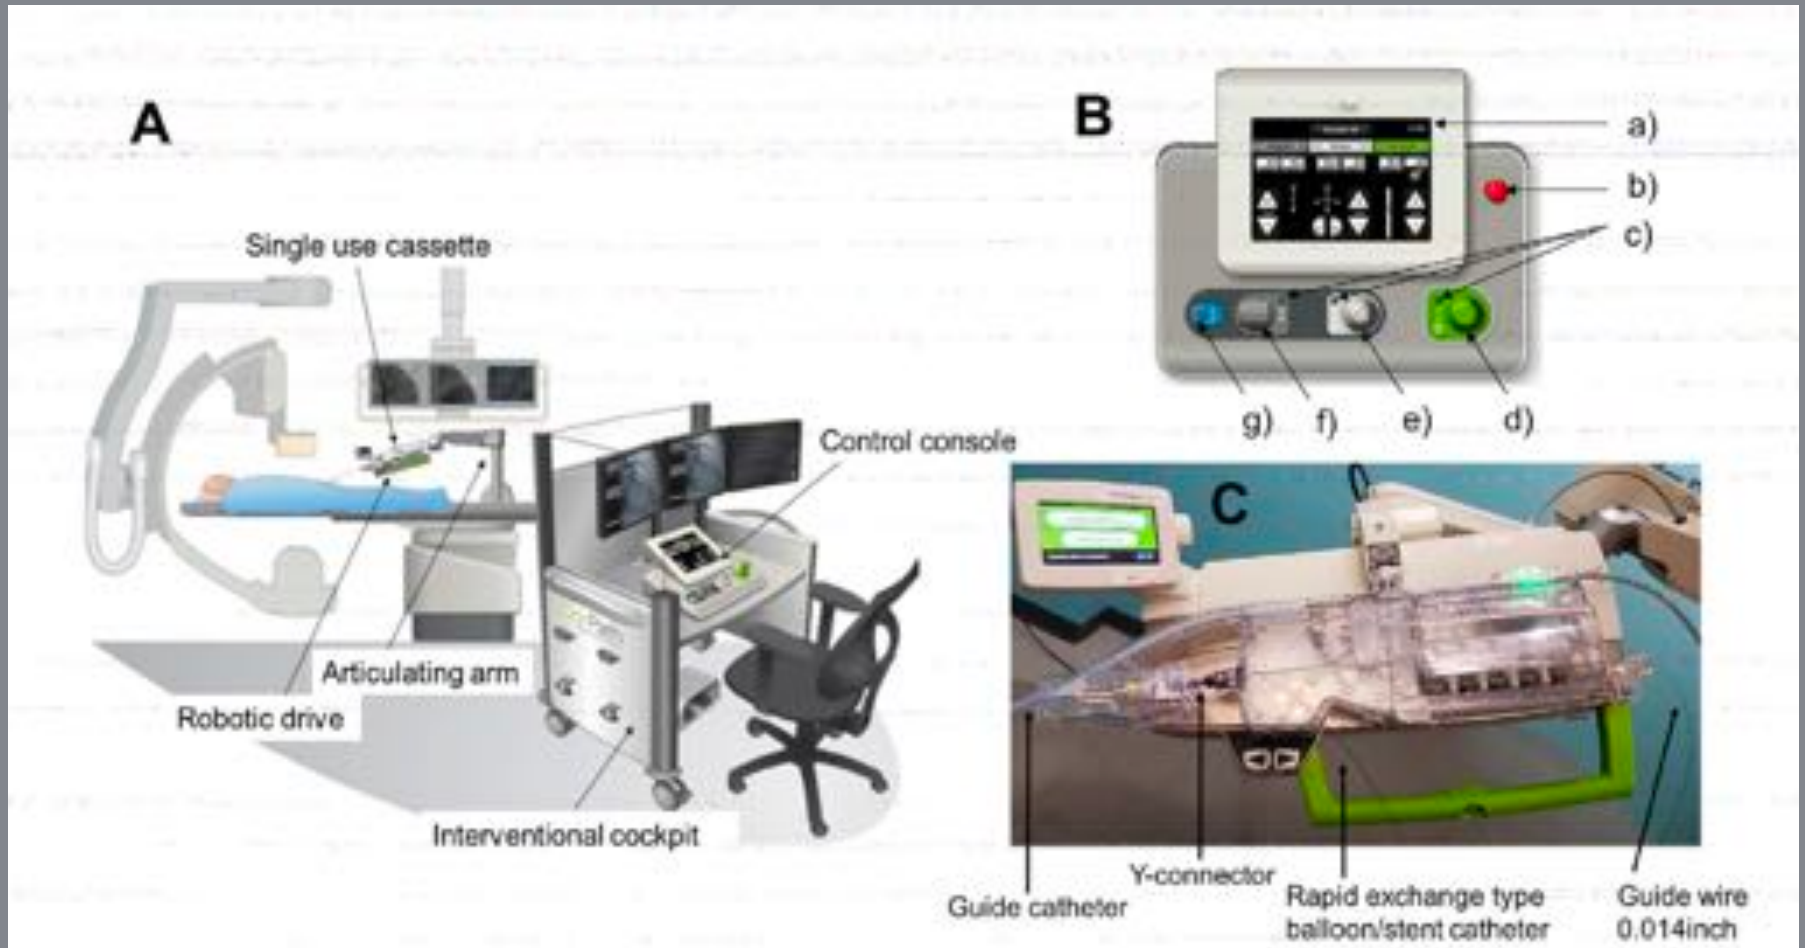 A
Single use cassette
Control console
Articulating arm
Robotic drive
Interventional cockpit
B
a)
b)
c)
g)
f)
e)
d)
C
Guide catheter
Y-connector
Rapid exchange type
balloon/stent catheter
Guide wire
0.014inch